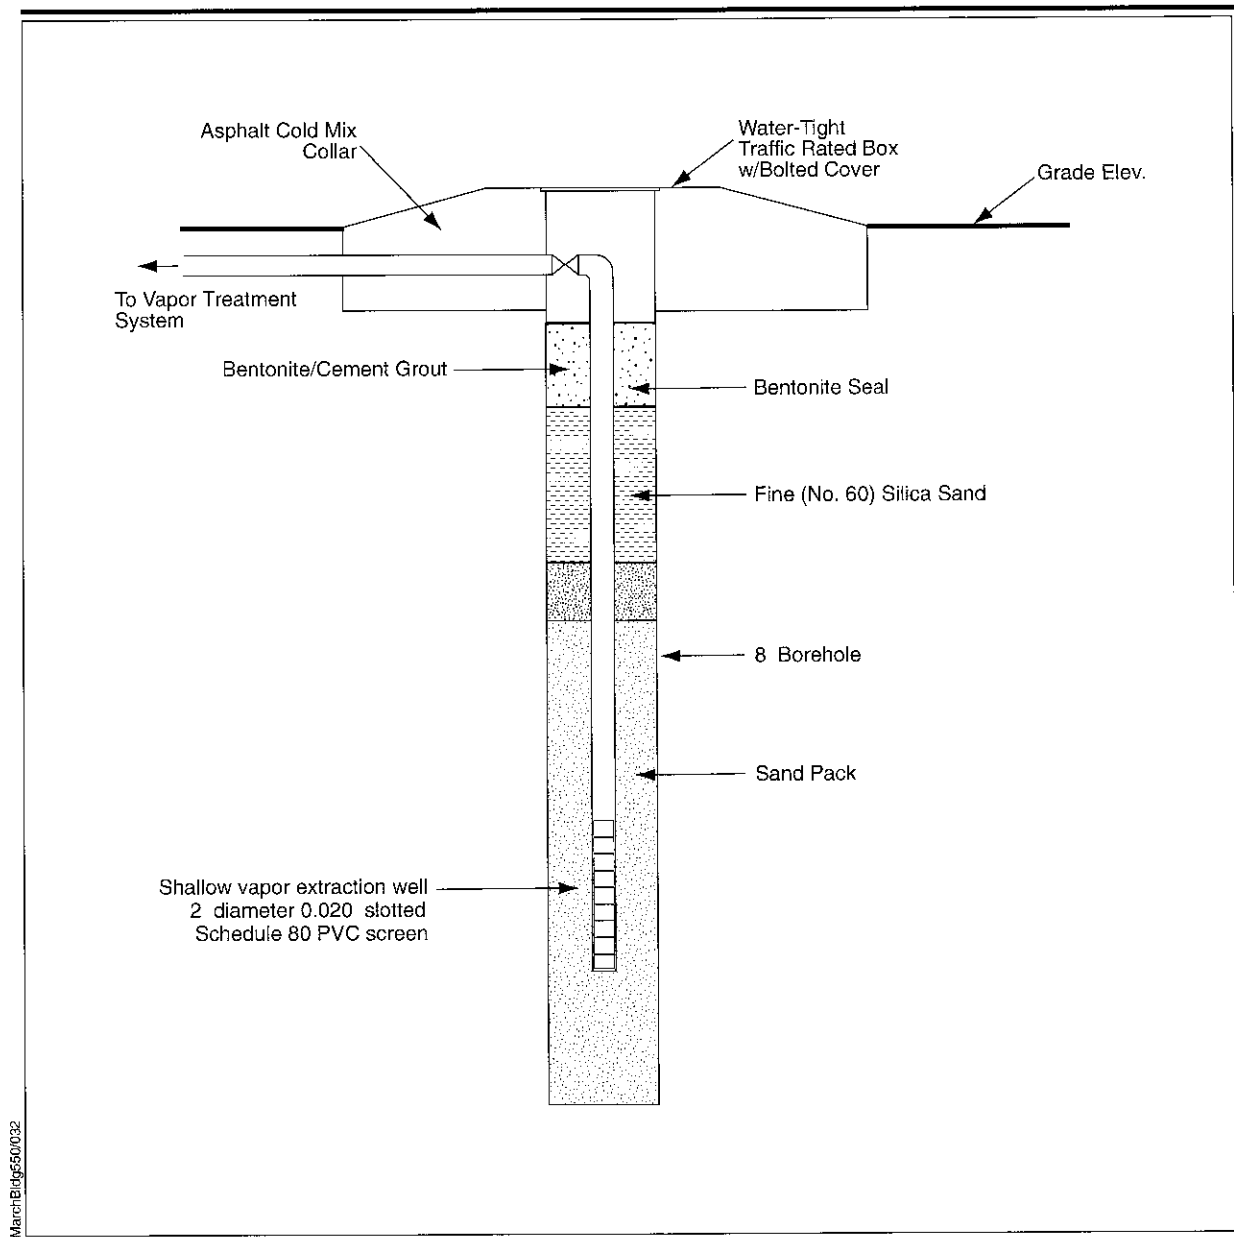 Asphalt Cold Mix
Collar
Water-Tight
Traffic Rated Box
w/Bolted Cover
Grade Elev.
To Vapor Treatment
System
Bentonite/Cement Grout
Bentonite Seal
Fine (No. 60) Silica Sand
8 Borehole
Sand Pack
Shallow vapor extraction well
2 diameter 0.020 slotted
Schedule 80 PVC screen
MarchBldg550/032